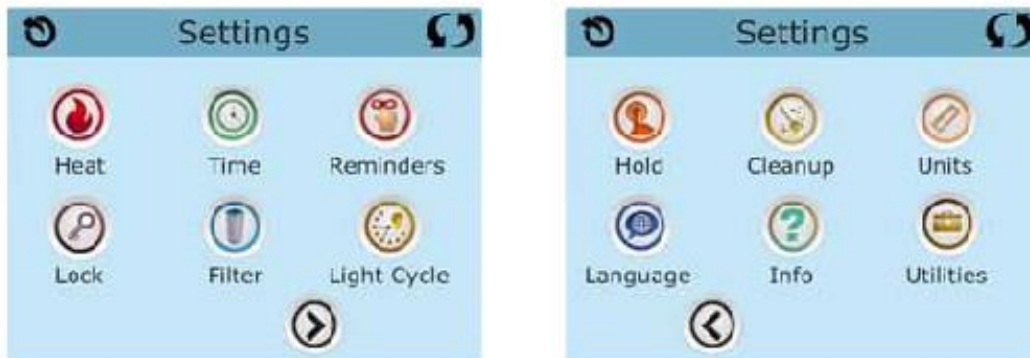 Settings
Heat Time Reminders
Lock Filter Light Cycle
Settings
Hold Cleanup Units
Language Info Utilities